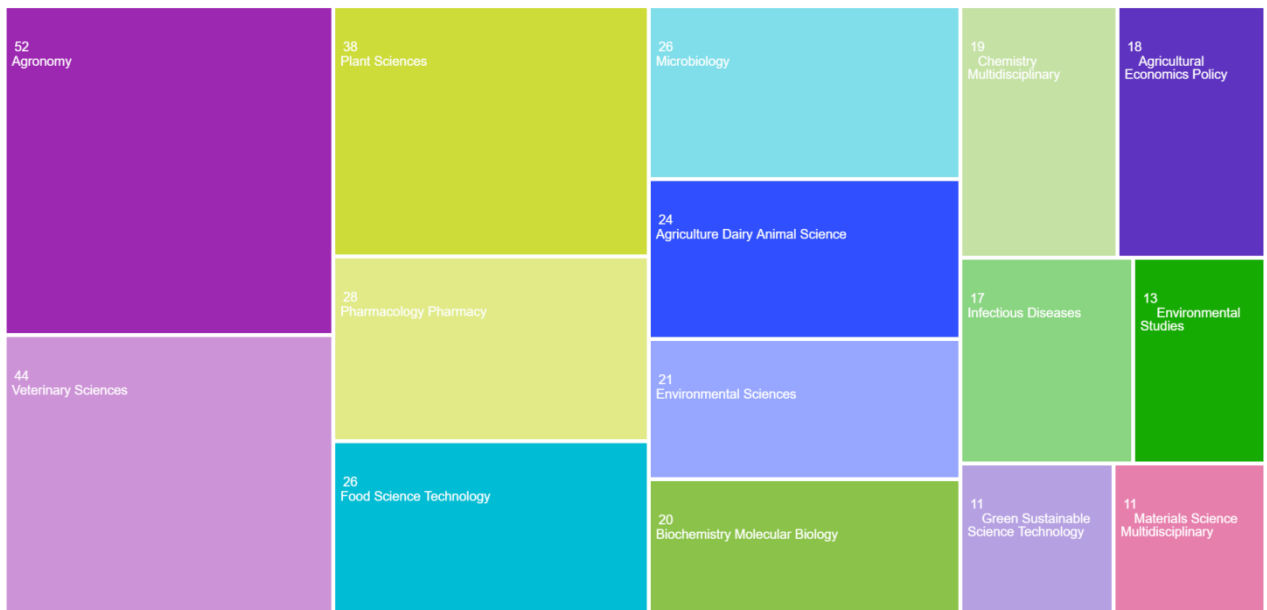 52
Agronomy
44
Veterinary Sciences
38
Plant Sciences
28
Pharmacology Pharmacy
26
Food Science Technology
26
Microbiology
24
Agriculture Dairy Animal Science
21
Environmental Sciences
20
Biochemistry Molecular Biology
19
Chemistry
Multidisciplinary
18
Agricultural
Economics Policy
17
Infectious Diseases
13
Environmental
Studies
11
Green Sustainable
Science Technology
11
Materials Science
Multidisciplinary